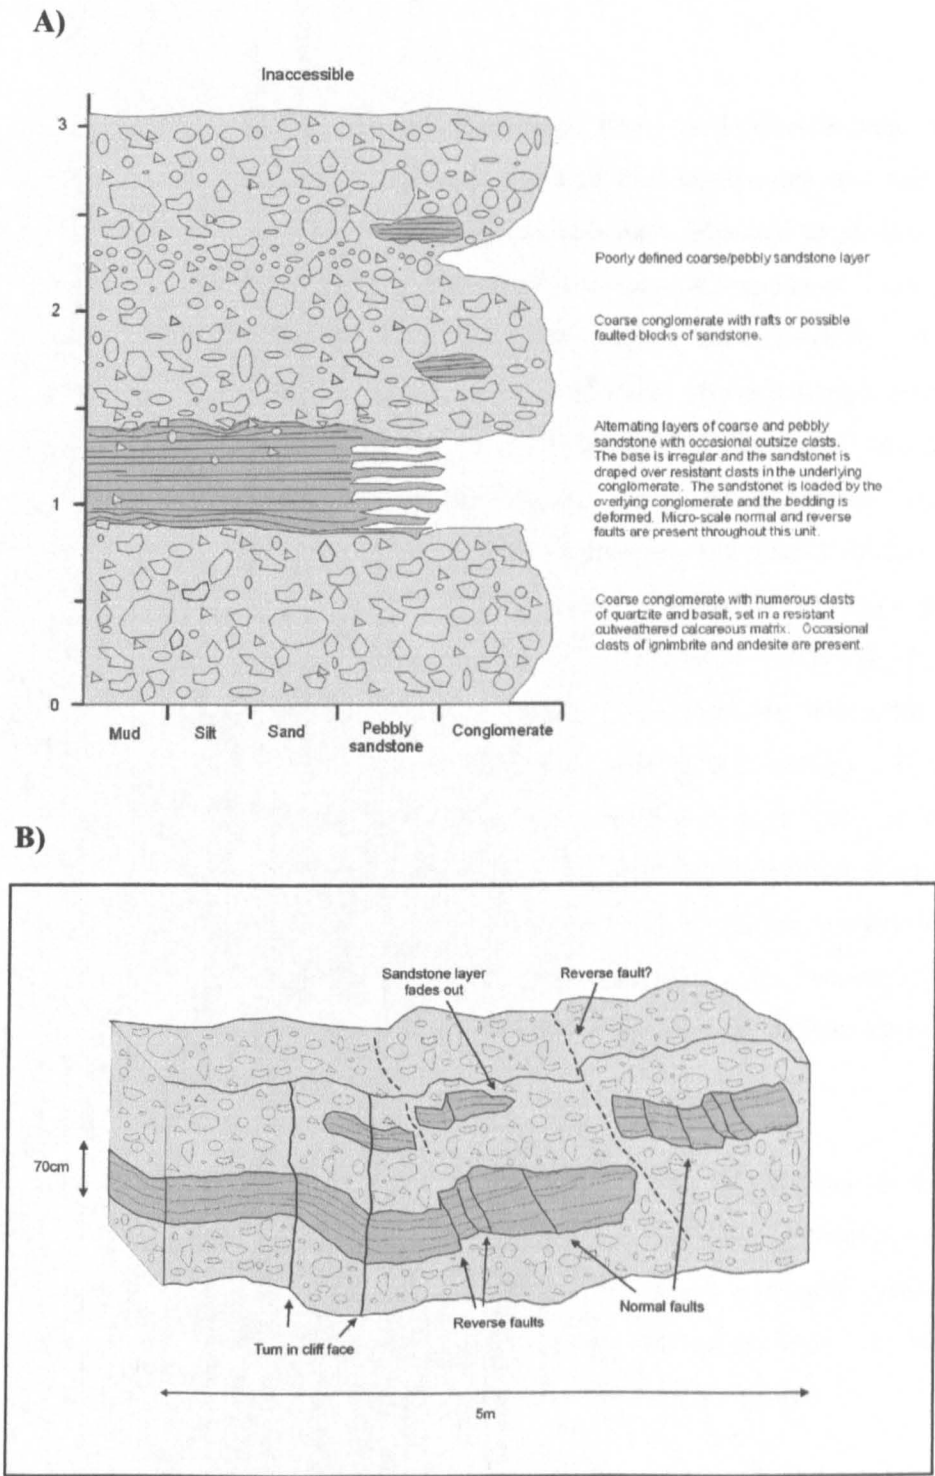 A)
Inaccessible
3
Poorly defined coarse/pebbly sandstone layer
2
Coarse conglomerate with rafts or possible
faulted blocks of sandstone.
Alternating layers of coarse and pebbly
sandstone with occasional outsize clasts.
The base is irregular and the sandstonet is
draped over resistant clasts in the underlying
conglomerate. The sandstonet is loaded by the
overlying conglomerate and the bedding is
deformed. Micro-scale normal and reverse
faults are present throughout this unit.
1
Coarse conglomerate with numerous clasts
of quartzite and basalt, set in a resistant
outweathered calcareous matrix. Occasional
clasts of ignimbrite and andesite are present.
0
Mud Silt Sand Pebbly Conglomerate
sandstone
B)
Sandstone layer
fades out
Reverse fault?
70cm
Normal faults
Reverse faults
Turn in cliff face
5m